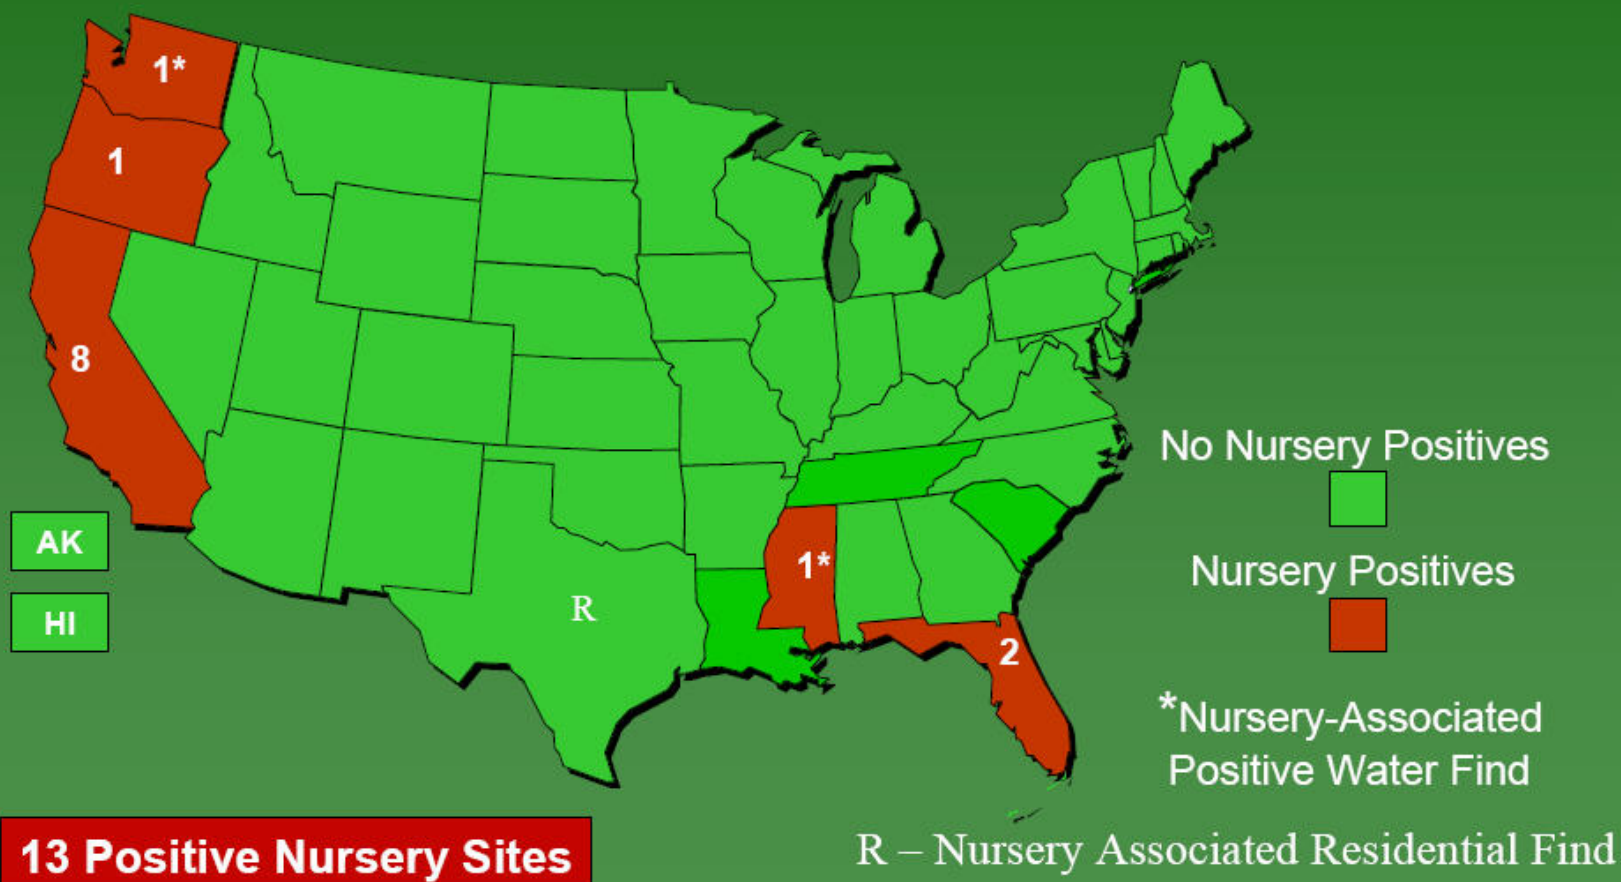 1*
1
8
AK
HI
R
1*
2
No Nursery Positives
Nursery Positives
*Nursery-Associated
Positive Water Find
13 Positive Nursery Sites
R – Nursery Associated Residential Find